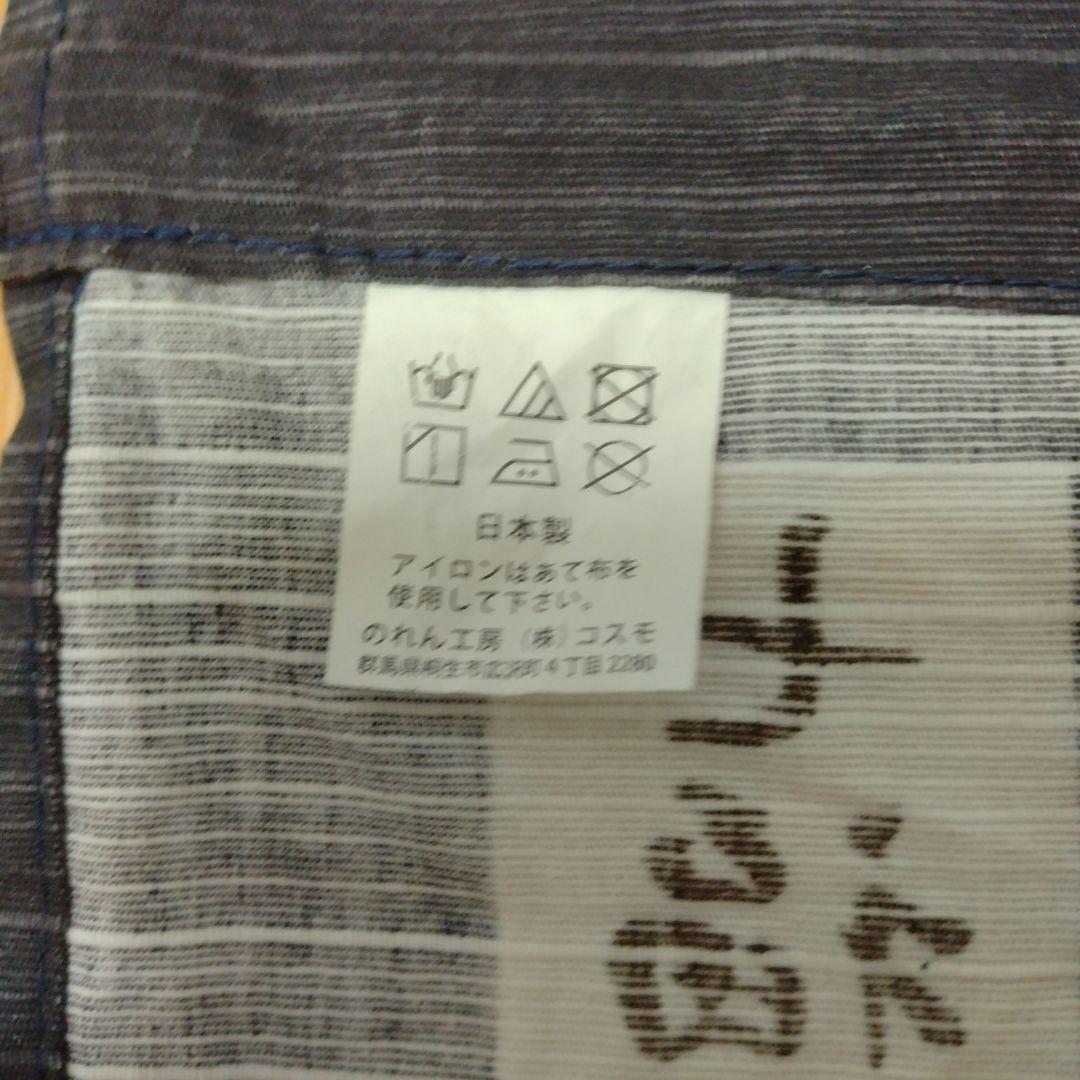 日本製
アイロンはあて布を
使用して下さい。
のれん工房 (株) コスモ
群馬県桐生市広沢町4丁目2280